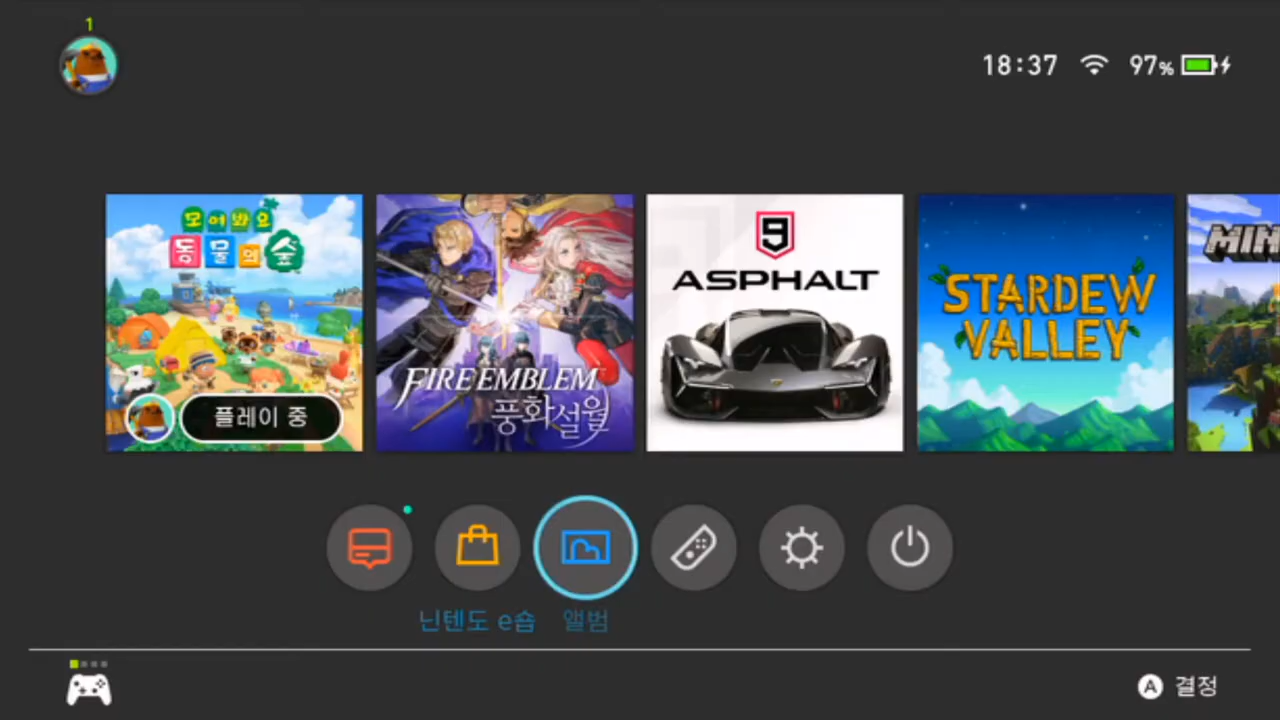 1
18:37
97%
모여봐요
동물의숲
플레이 중
FIRE EMBLEM
풍화설월
9
ASPHALT
STARDEW
VALLEY
MIN
닌텐도 e숍
앨범
A 결정